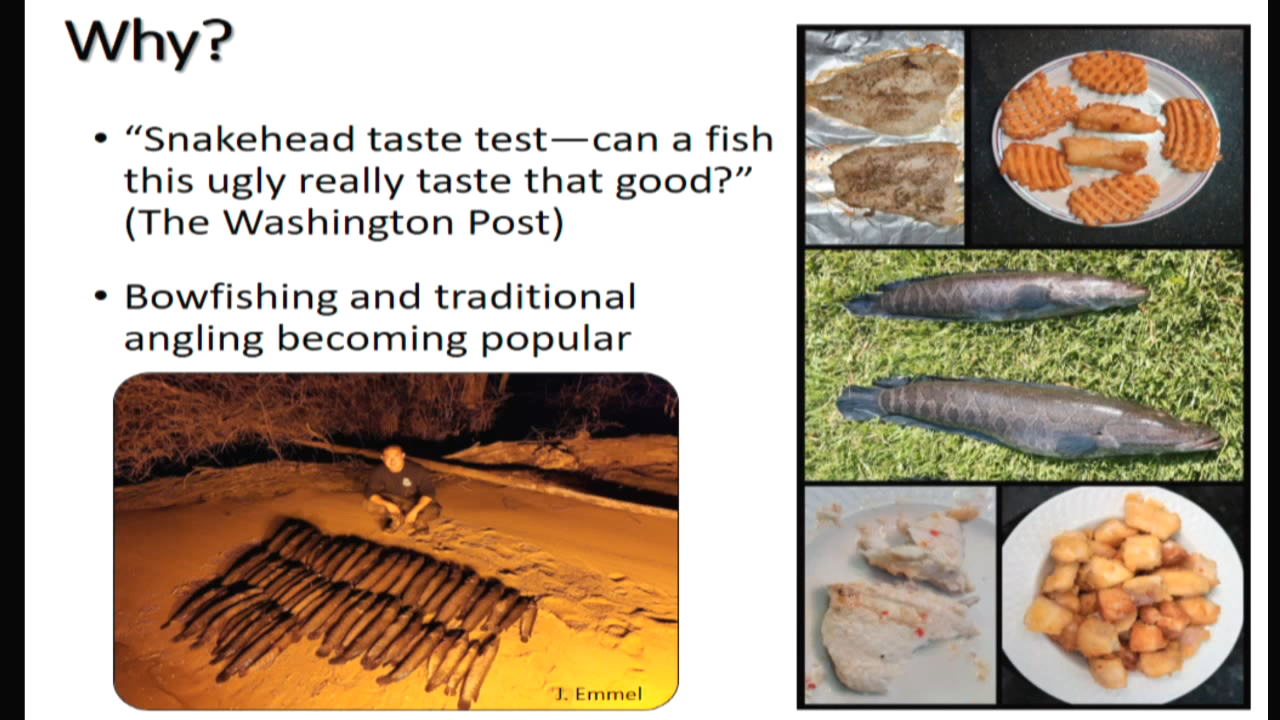 Why?
• “Snakehead taste test—can a fish
this ugly really taste that good?”
(The Washington Post)
• Bowfishing and traditional
angling becoming popular
J. Emmel